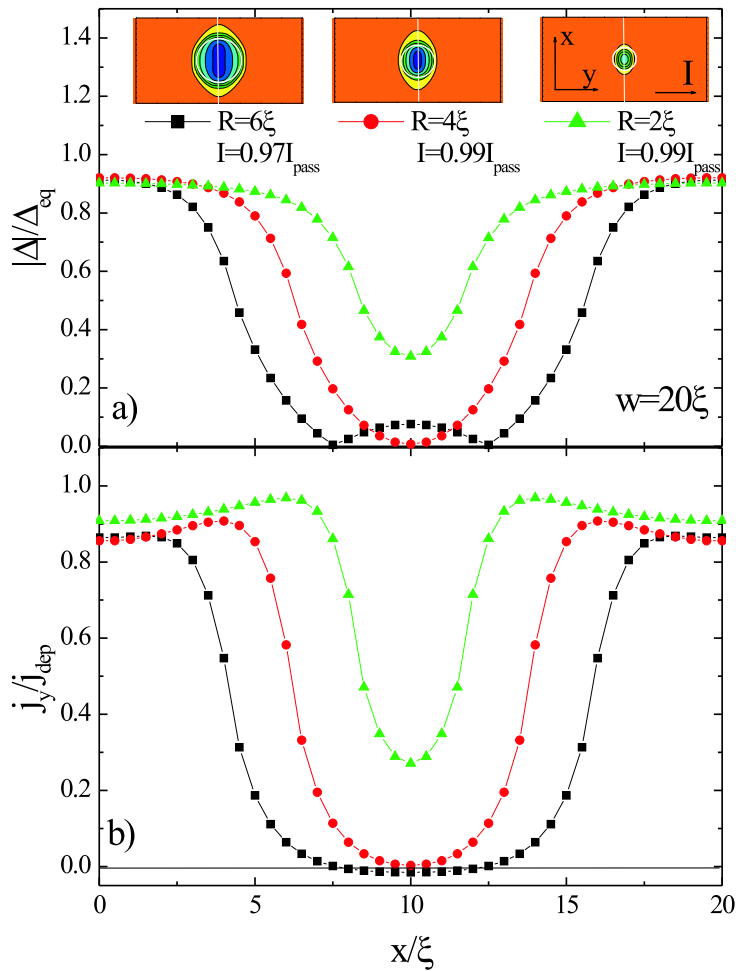 1.4
1.2
1.0
0.8
0.6
0.4
0.2
0.0
|Δ|/Δeq
x
y
I
R=6ξ
I=0.97Ipass
R=4ξ
I=0.99Ipass
R=2ξ
I=0.99Ipass
a)
w=20ξ
1.0
0.8
0.6
0.4
0.2
0.0
jy/jdep
b)
0 5 10 15 20
x/ξ